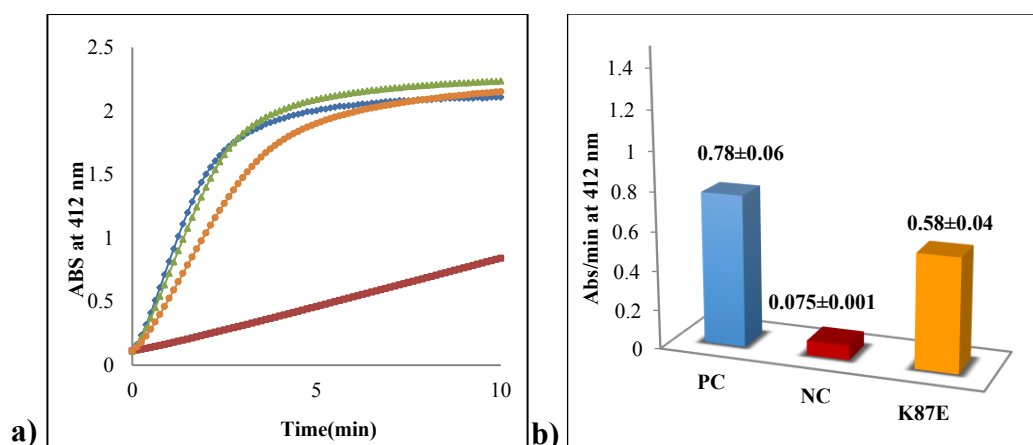 2.5
2
1.5
1
0.5
0
0
5
10
ABS at 412 nm
Time(min)
a)
1.4
1.2
1
0.8
0.6
0.4
0.2
0
Abs/min at 412 nm
0.78±0.06
0.075±0.001
0.58±0.04
PC
NC
K87E
b)